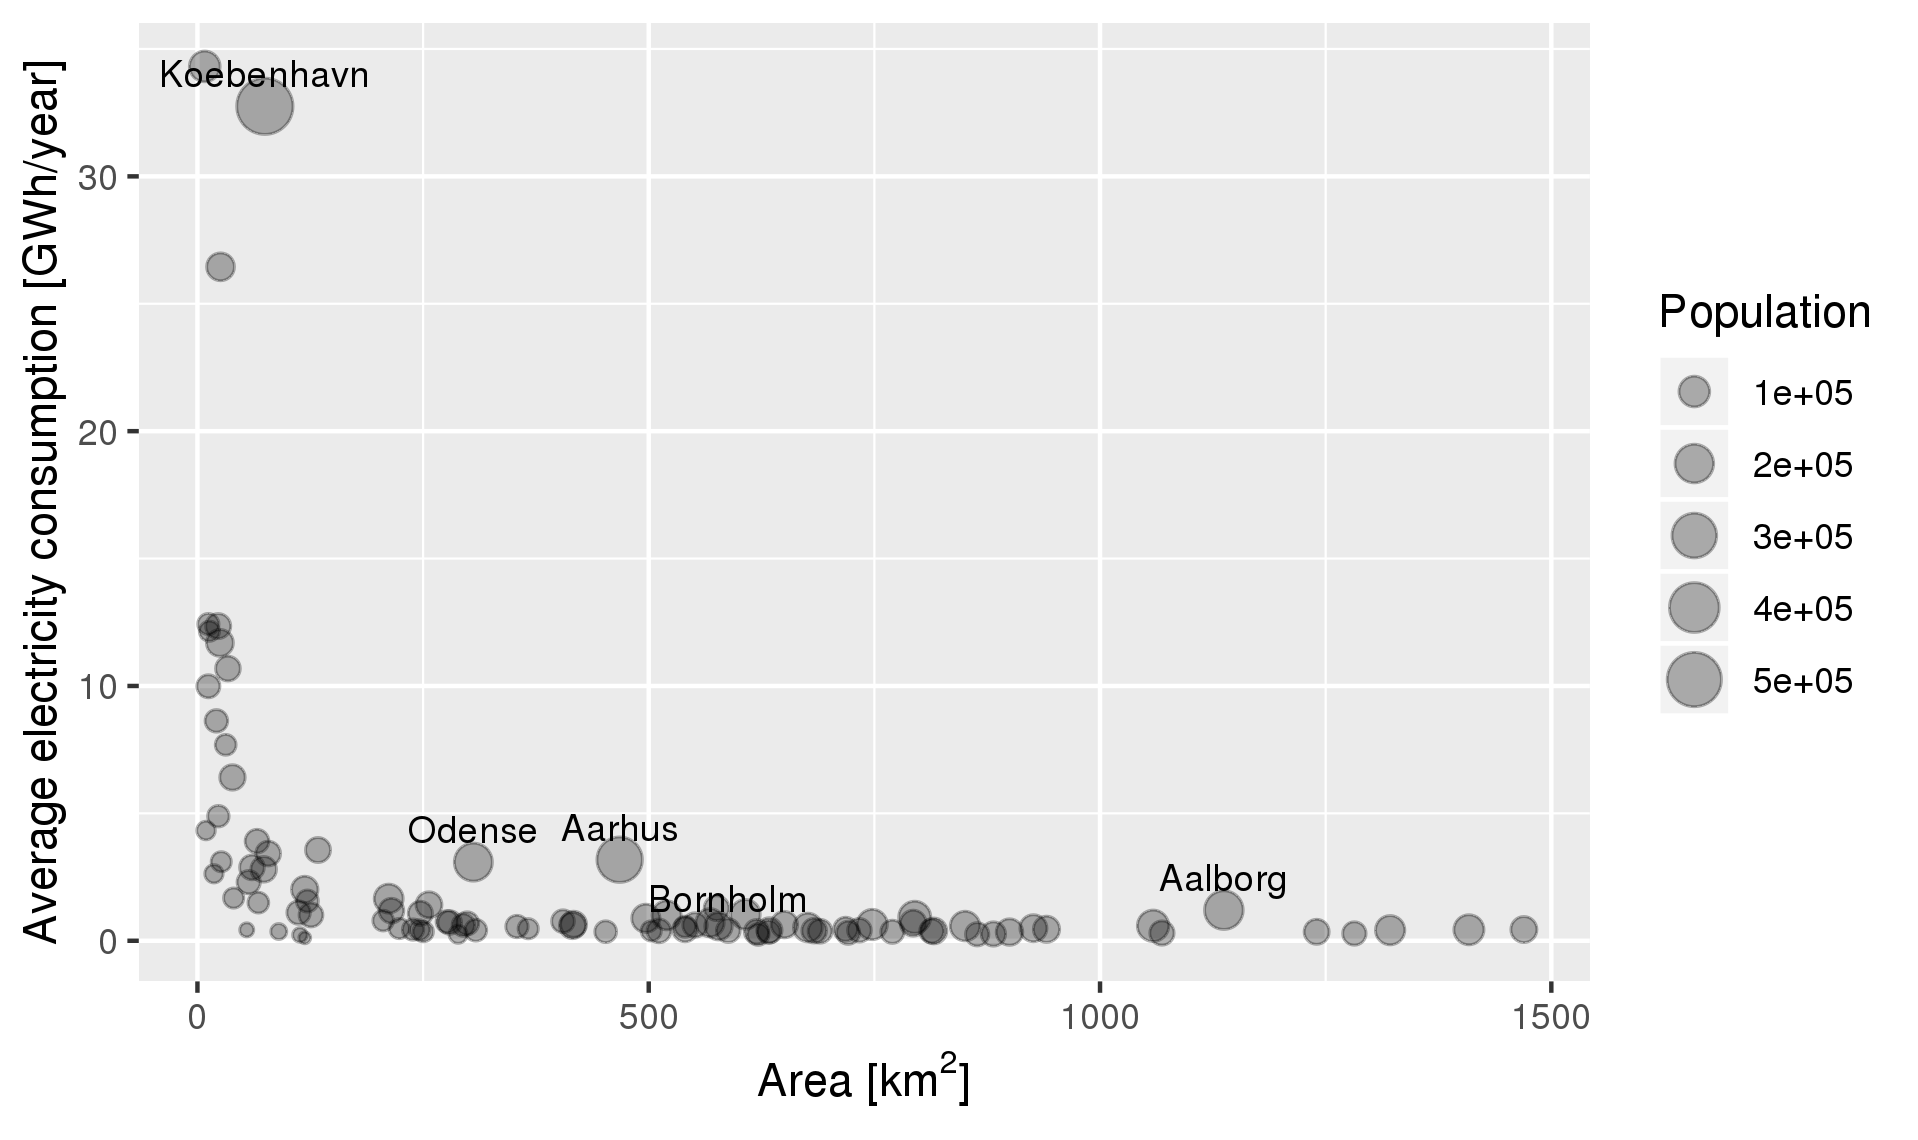 Average electricity consumption [GWh/year]
30
20
10
0
Koebenhavn
Odense
Aarhus
Bornholm
Aalborg
0
500
1000
1500
Area [km²]
Population
1e+05
2e+05
3e+05
4e+05
5e+05